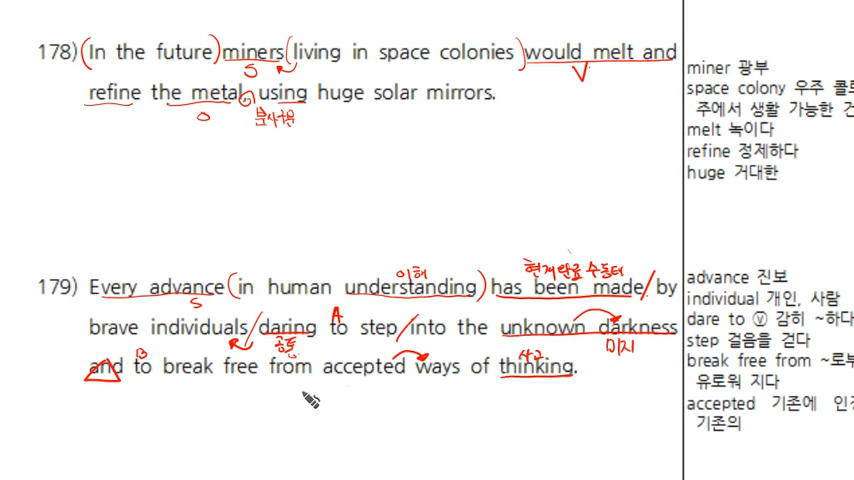 178) (In the future) miners (living in space colonies) would melt and
S
V
refine the metal, using huge solar mirrors.
O
분사구문
miner 광부
space colony 우주 콜로
주에서 생활 가능한 건
melt 녹이다
refine 정제하다
huge 거대한
이해
현재완료 수동태
179) Every advance (in human understanding) has been made / by
S
A
brave individuals / daring to step / into the unknown darkness
공통
미지
B
사고
and to break free from accepted ways of thinking.
advance 진보
individual 개인, 사람
dare to ⓥ 감히 ~하다
step 걸음을 걷다
break free from ~로부
유로워 지다
accepted 기존에 인정
기존의